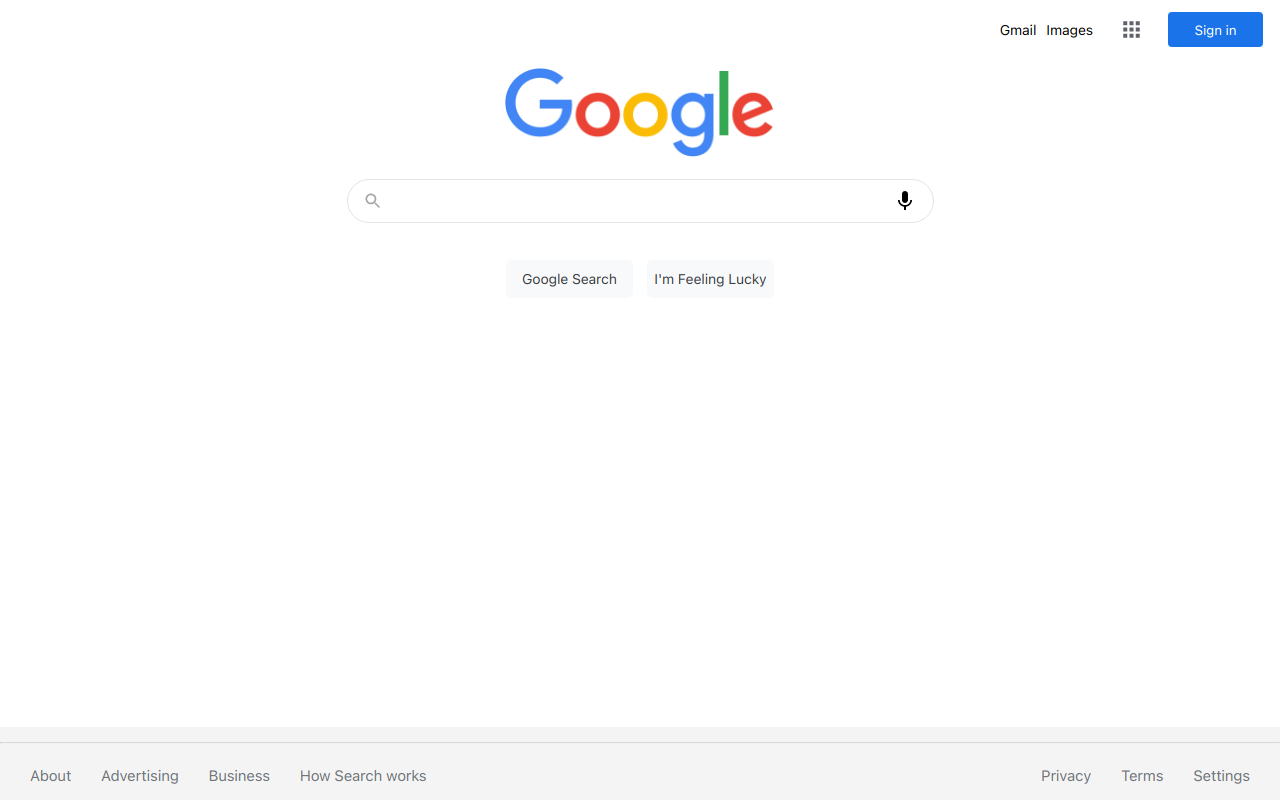 Gmail Images Sign in
Google
Google Search I'm Feeling Lucky
About Advertising Business How Search works Privacy Terms Settings